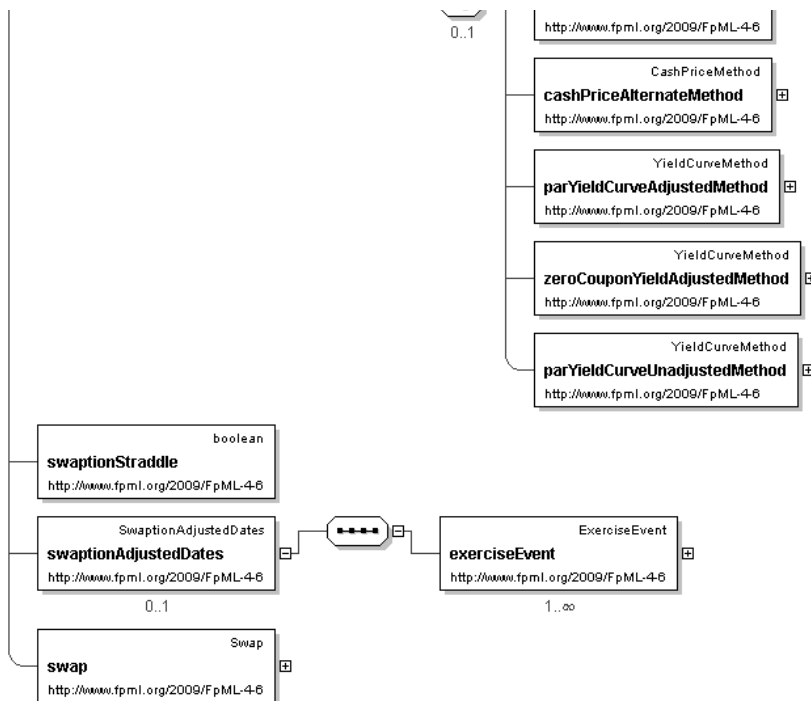 http://www.fpml.org/2009/FpML-4-6
0..1
CashPriceMethod
cashPriceAlternateMethod
http://www.fpml.org/2009/FpML-4-6
YieldCurveMethod
parYieldCurveAdjustedMethod
http://www.fpml.org/2009/FpML-4-6
YieldCurveMethod
zeroCouponYieldAdjustedMethod
http://www.fpml.org/2009/FpML-4-6
YieldCurveMethod
parYieldCurveUnadjustedMethod
http://www.fpml.org/2009/FpML-4-6
boolean
swaptionStraddle
http://www.fpml.org/2009/FpML-4-6
SwaptionAdjustedDates
swaptionAdjustedDates
http://www.fpml.org/2009/FpML-4-6
0..1
ExerciseEvent
exerciseEvent
http://www.fpml.org/2009/FpML-4-6
1..∞
Swap
swap
http://www.fpml.org/2009/FpML-4-6